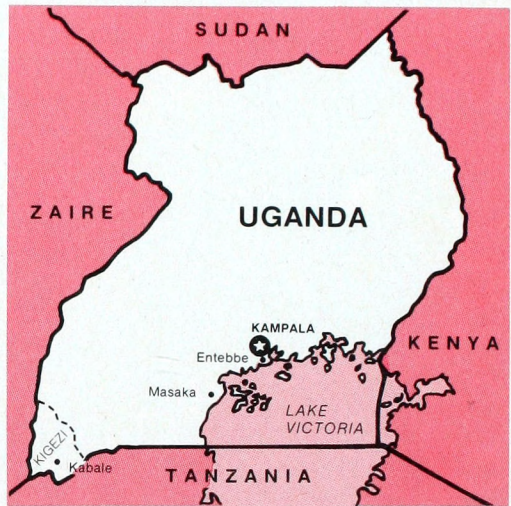 SUDAN
ZAIRE
UGANDA
KAMPALA
Entebbe
KENYA
Masaka
LAKE
VICTORIA
KIGEZI
Kabale
TANZANIA